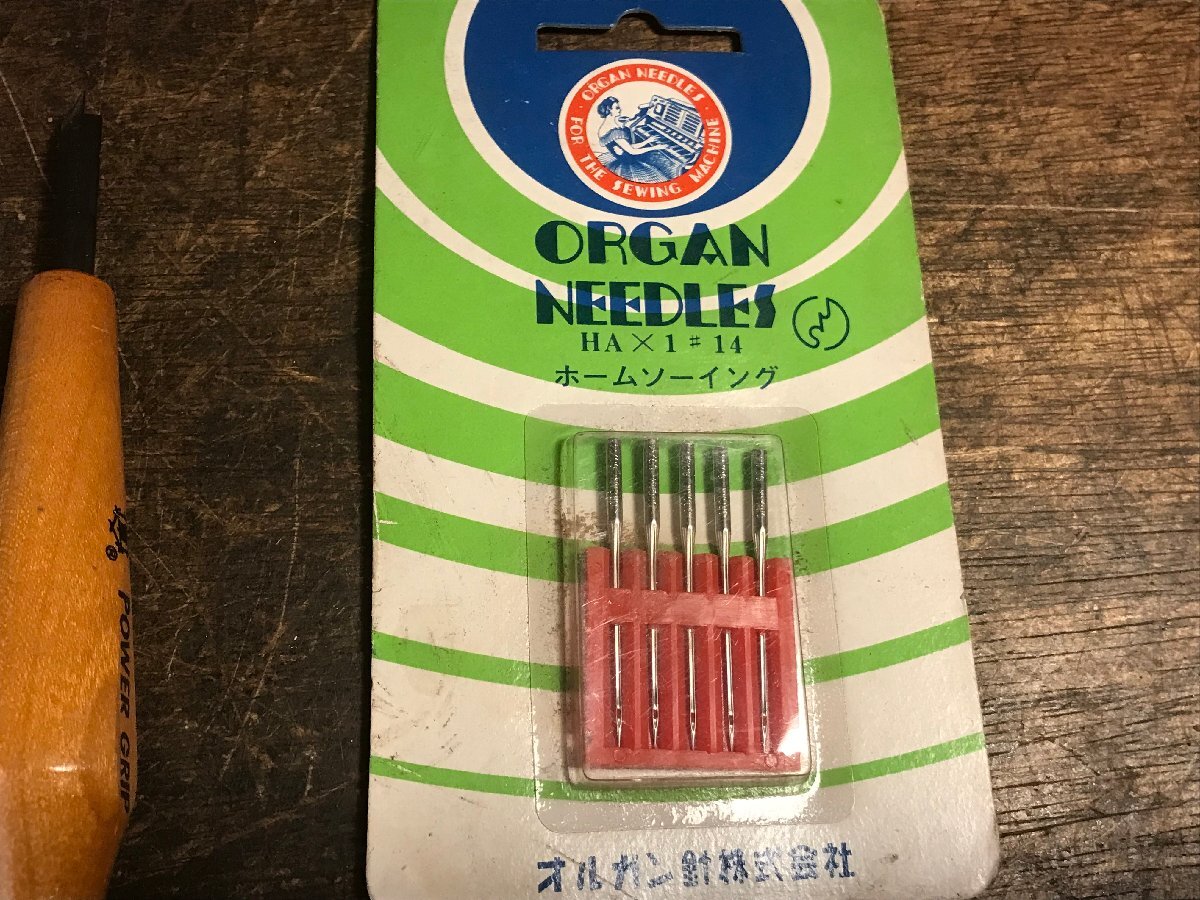 ORGAN NEEDLES
FOR THE SEWING MACHINE
ORGAN
NEEDLES
HA×1 #14
ホームソーイング
オルガン針株式会社
POWER GRIP